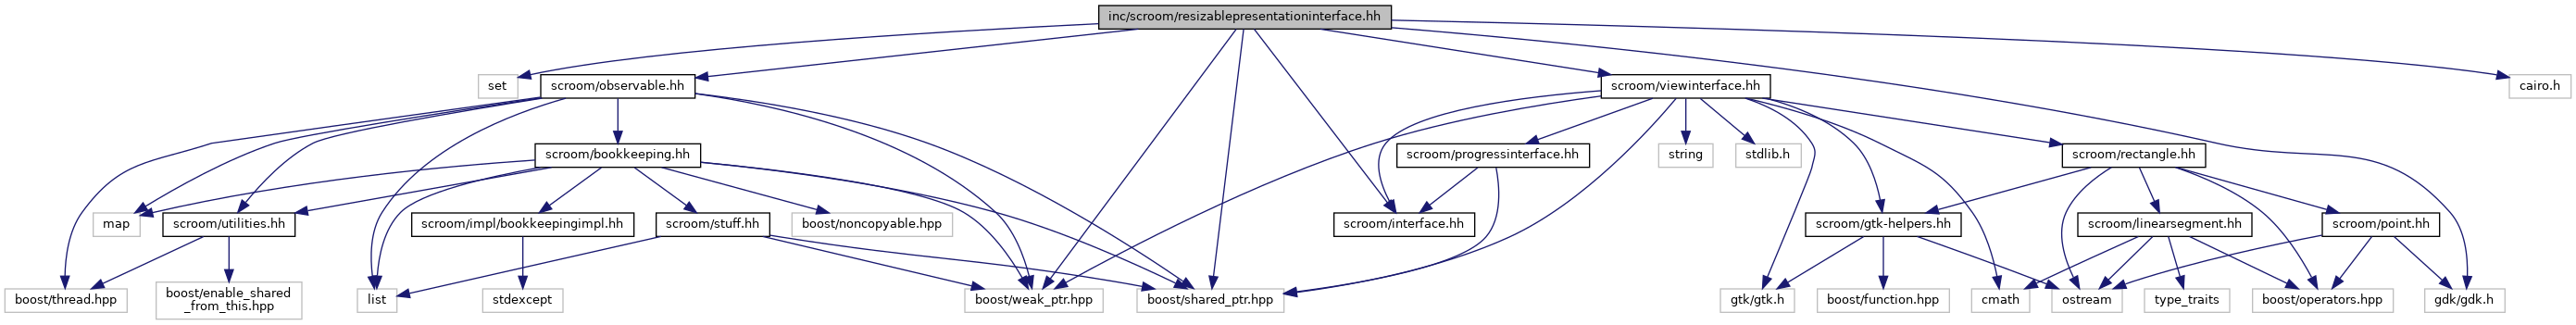 inc/scroom/resizablepresentationinterface.hh
set
scroom/observable.hh
scroom/viewinterface.hh
cairo.h
scroom/bookkeeping.hh
scroom/progressinterface.hh
string
stdlib.h
scroom/rectangle.hh
map
scroom/utilities.hh
scroom/impl/bookkeepingimpl.hh
scroom/stuff.hh
boost/noncopyable.hpp
scroom/interface.hh
scroom/gtk-helpers.hh
scroom/linearsegment.hh
scroom/point.hh
boost/thread.hpp
boost/enable_shared
_from_this.hpp
list
stdexcept
boost/weak_ptr.hpp
boost/shared_ptr.hpp
gtk/gtk.h
boost/function.hpp
cmath
ostream
type_traits
boost/operators.hpp
gdk/gdk.h